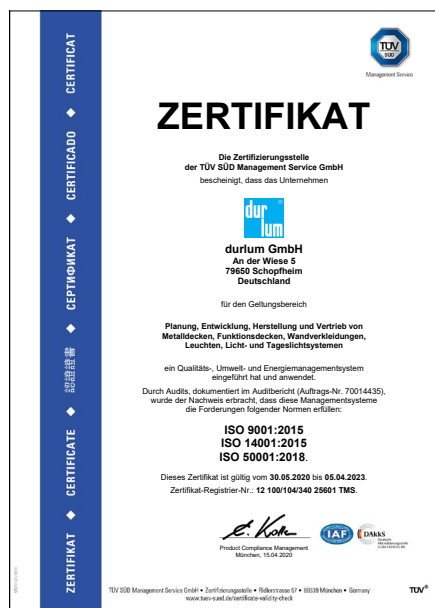 TÜV
SÜD
Management Service
ZERTIFIKAT
Die Zertifizierungsstelle
der TÜV SÜD Management Service GmbH
bescheinigt, dass das Unternehmen
dur
lum
durlum GmbH
An der Wiese 5
79650 Schopfheim
Deutschland
für den Geltungsbereich
Planung, Entwicklung, Herstellung und Vertrieb von
Metalldecken, Funktionsdecken, Wandverkleidungen,
Leuchten, Licht- und Tageslichtsystemen
ein Qualitäts-, Umwelt- und Energiemanagementsystem
eingeführt hat und anwendet.
Durch Audits, dokumentiert im Auditbericht (Auftrags-Nr. 70014435),
wurde der Nachweis erbracht, dass diese Managementsysteme
die Forderungen folgender Normen erfüllen:
ISO 9001:2015
ISO 14001:2015
ISO 50001:2018.
Dieses Zertifikat ist gültig vom 30.05.2020 bis 05.04.2023.
Zertifikat-Registrier-Nr.: 12 100/104/340 25601 TMS.
Product Compliance Management
München, 15.04.2020
IAF
DAkkS
Deutsche
Akkreditierungsstelle
TÜV SÜD Management Service GmbH • Zertifizierungsstelle • Ridlerstrasse 57 • 80339 München • Germany
www.tuev-sued.de/certificate-validity-check
TÜV®
ZERTIFIKAT ◆ CERTIFICATE ◆ 認證證書 ◆ СЕРТИФИКАТ ◆ CERTIFICADO ◆ CERTIFICAT